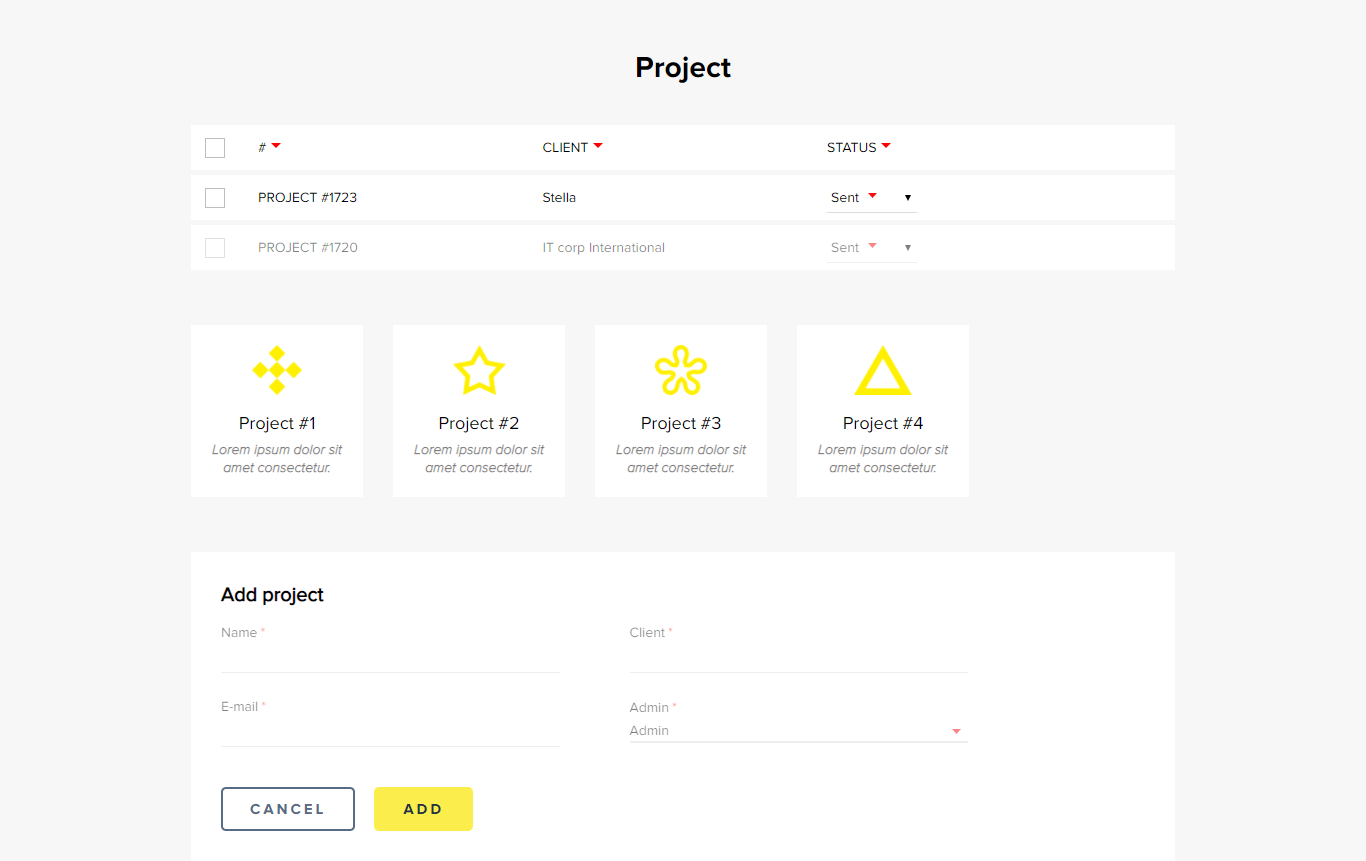 Project
# CLIENT STATUS
PROJECT #1723 Stella Sent
PROJECT #1720 IT corp International Sent
Project #1 Project #2 Project #3 Project #4
Lorem ipsum dolor sit Lorem ipsum dolor sit Lorem ipsum dolor sit Lorem ipsum dolor sit
amet consectetur. amet consectetur. amet consectetur. amet consectetur.
Add project
Name * Client *
E-mail * Admin *
Admin
CANCEL ADD